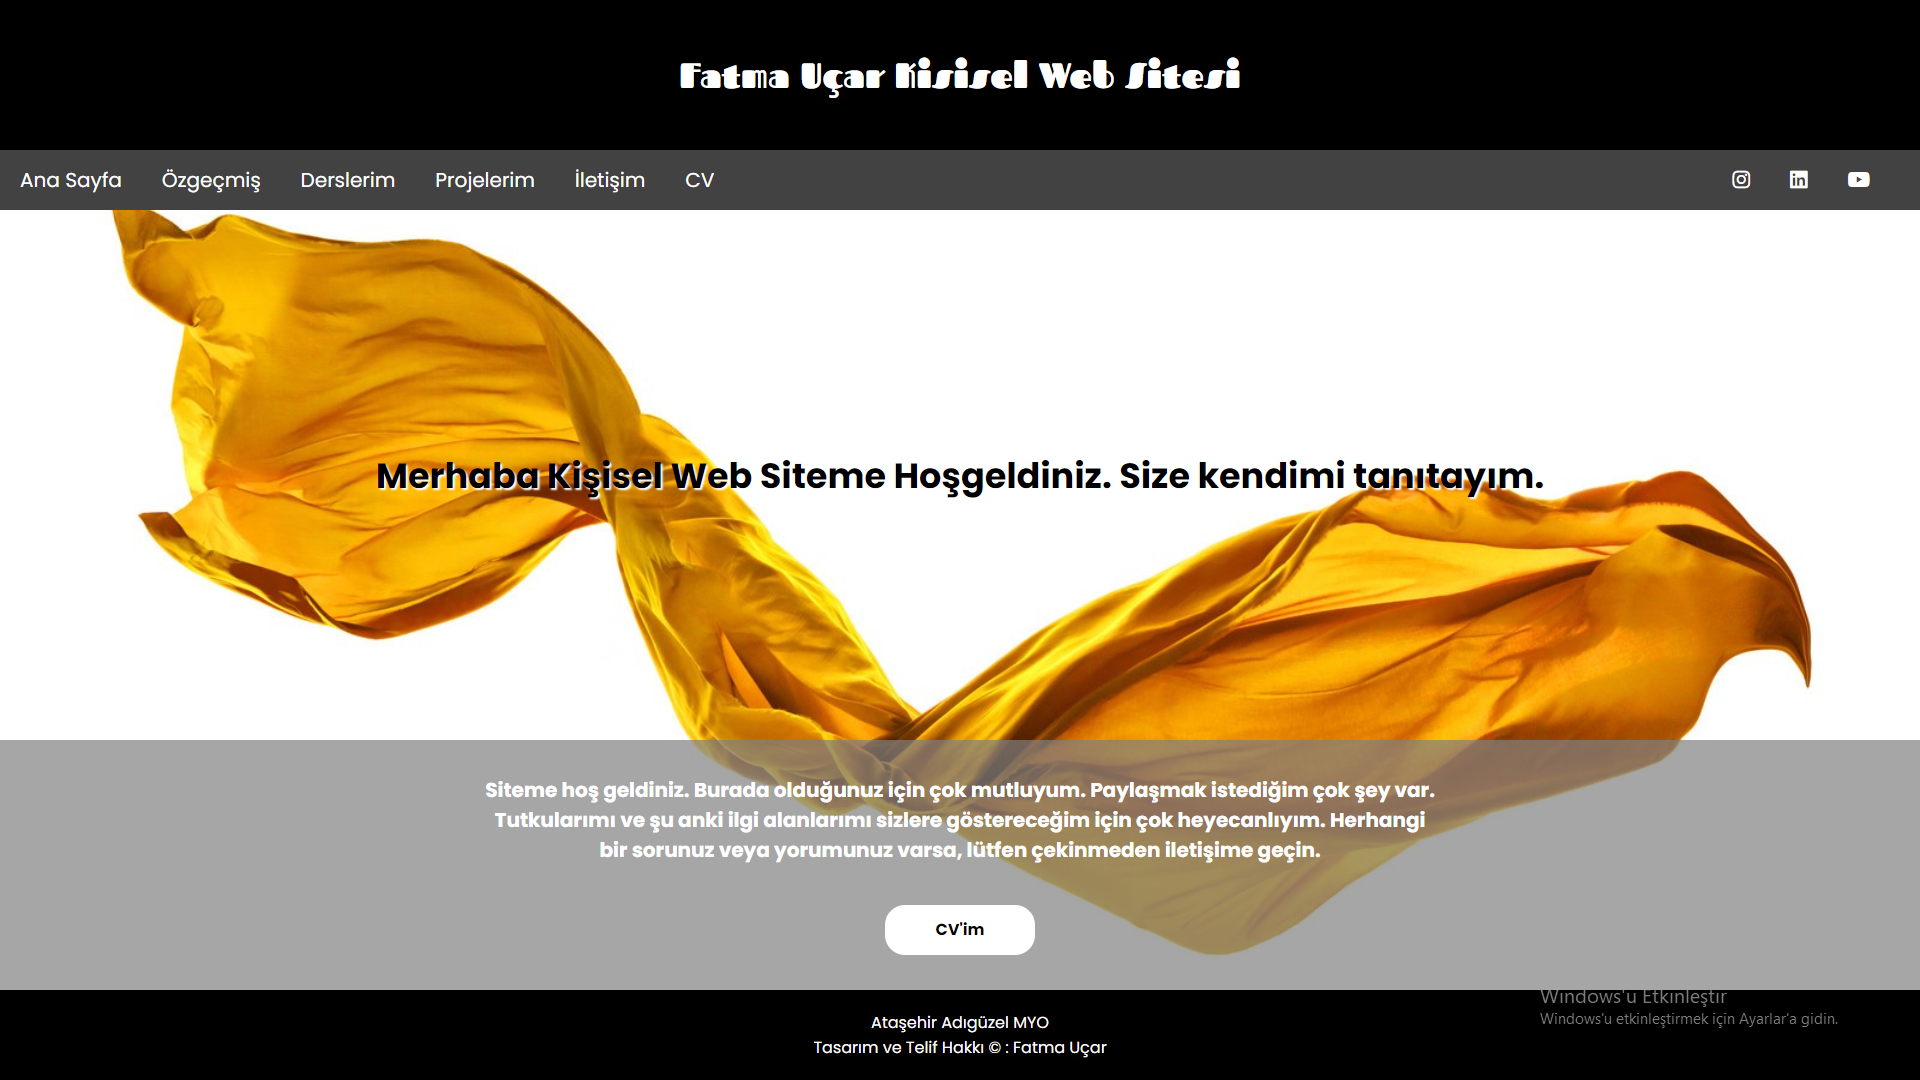 Fatma Uçar Kisisel Web Sitesi
Ana Sayfa Özgeçmiş Derslerim Projelerim İletişim CV
Merhaba Kişisel Web Siteme Hoşgeldiniz. Size kendimi tanıtayım.
Siteme hoş geldiniz. Burada olduğunuz için çok mutluyum. Paylaşmak istediğim çok şey var.
Tutkularımı ve şu anki ilgi alanlarımı sizlere göstereceğim için çok heyecanlıyım. Herhangi
bir sorunuz veya yorumunuz varsa, lütfen çekinmeden iletişime geçin.
CV'im
Windows'u Etkinleştir
Windows'u etkinleştirmek için Ayarlar'a gidin.
Ataşehir Adıgüzel MYO
Tasarım ve Telif Hakkı © : Fatma Uçar